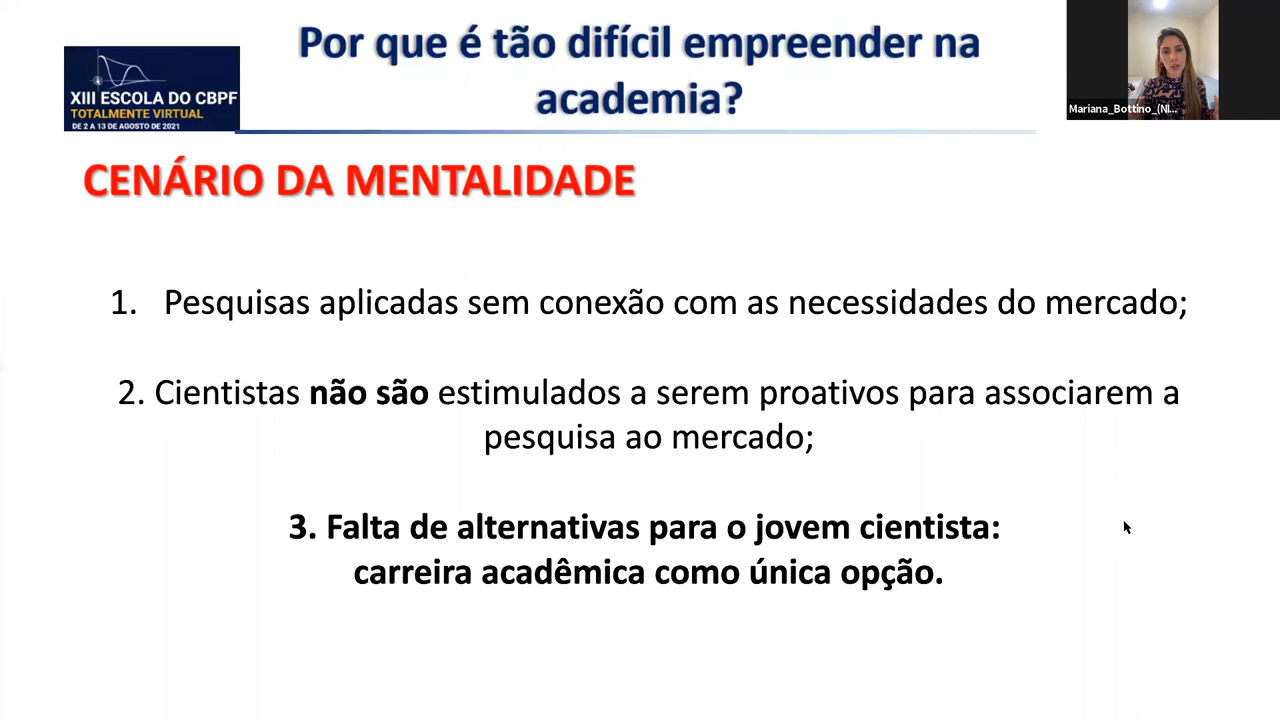 Por que é tão difícil empreender na
academia?
XIII ESCOLA DO CBPF
TOTALMENTE VIRTUAL
DE 2 A 13 DE AGOSTO DE 2021
Mariana_Bottino_(NI...
CENÁRIO DA MENTALIDADE
1. Pesquisas aplicadas sem conexão com as necessidades do mercado;
2. Cientistas não são estimulados a serem proativos para associarem a
pesquisa ao mercado;
3. Falta de alternativas para o jovem cientista:
carreira acadêmica como única opção.